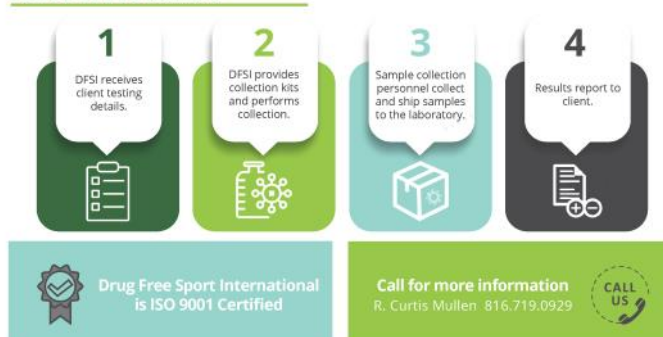 1
DFSI receives
client testing
details.
2
DFSI provides
collection kits
and performs
collection.
3
Sample collection
personnel collect
and ship samples
to the laboratory.
4
Results report to
client.
Drug Free Sport International
is ISO 9001 Certified
Call for more information
R. Curtis Mullen 816.719.0929
CALL
US